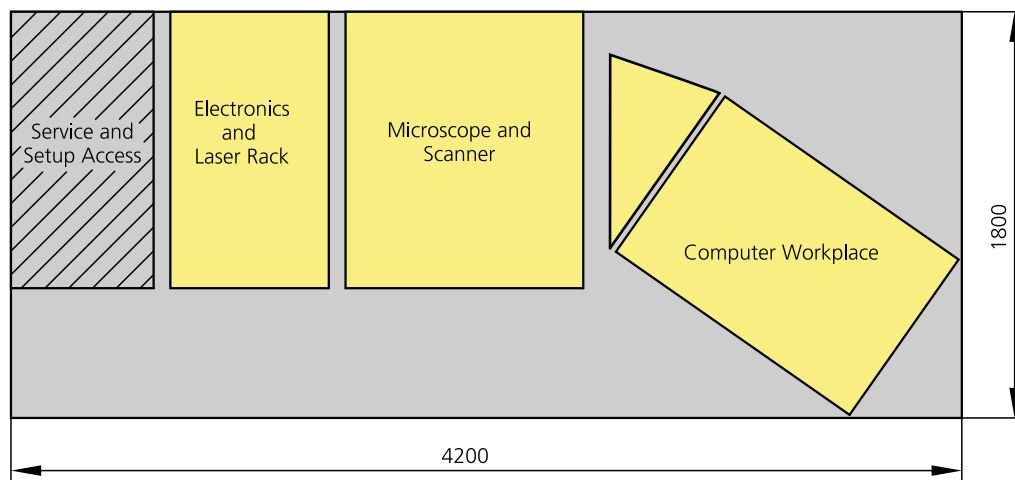 Service and
Setup Access
Electronics
and
Laser Rack
Microscope and
Scanner
Computer Workplace
1800
4200